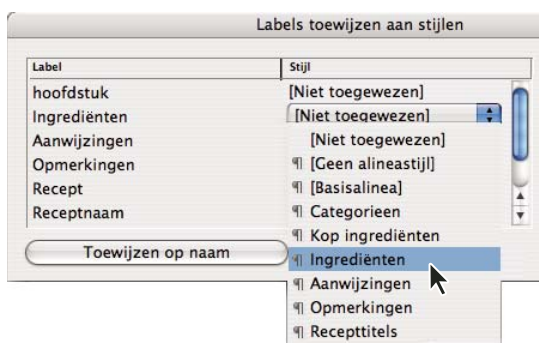 Labels toewijzen aan stijlen
Label Stijl
hoofdstuk [Niet toegewezen]
Ingrediënten [Niet toegewezen]
Aanwijzingen [Niet toegewezen]
Opmerkingen ¶ [Geen alineastijl]
Recept ¶ [Basisalinea]
Receptnaam ¶ Categorieen
¶ Kop ingrediënten
Toewijzen op naam ¶ Ingrediënten
¶ Aanwijzingen
¶ Opmerkingen
¶ Recepttitels